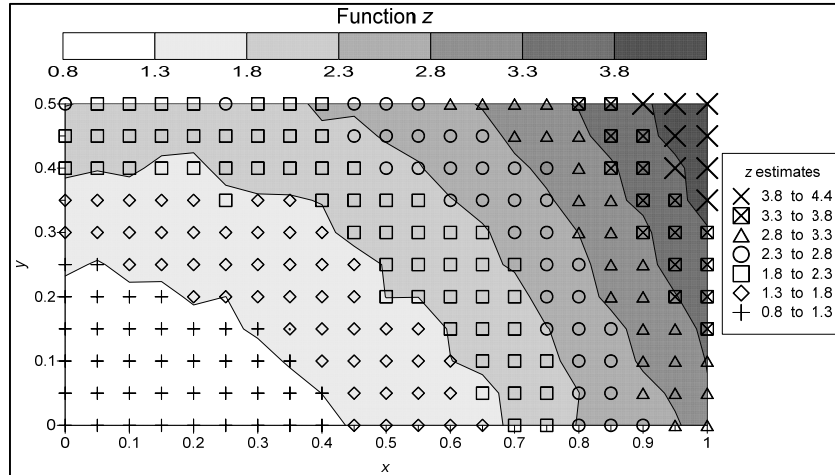 Function z
0.8 1.3 1.8 2.3 2.8 3.3 3.8
0.5
0.4
0.3
0.2
0.1
0
y
0 0.1 0.2 0.3 0.4 0.5 0.6 0.7 0.8 0.9 1
x
z estimates
3.8 to 4.4
3.3 to 3.8
2.8 to 3.3
2.3 to 2.8
1.8 to 2.3
1.3 to 1.8
0.8 to 1.3